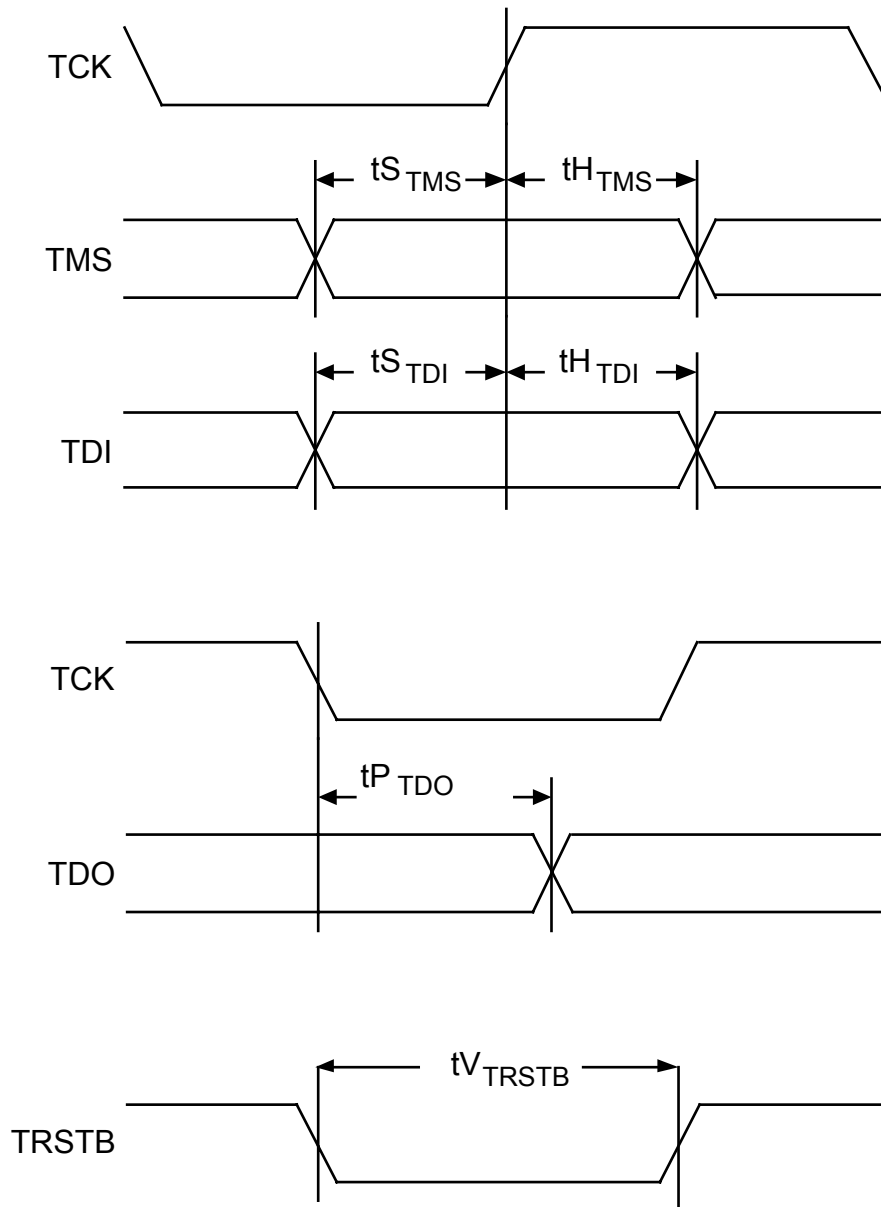 TCK
tS TMS
tH TMS
TMS
tS TDI
tH TDI
TDI
TCK
tP TDO
TDO
tV TRSTB
TRSTB